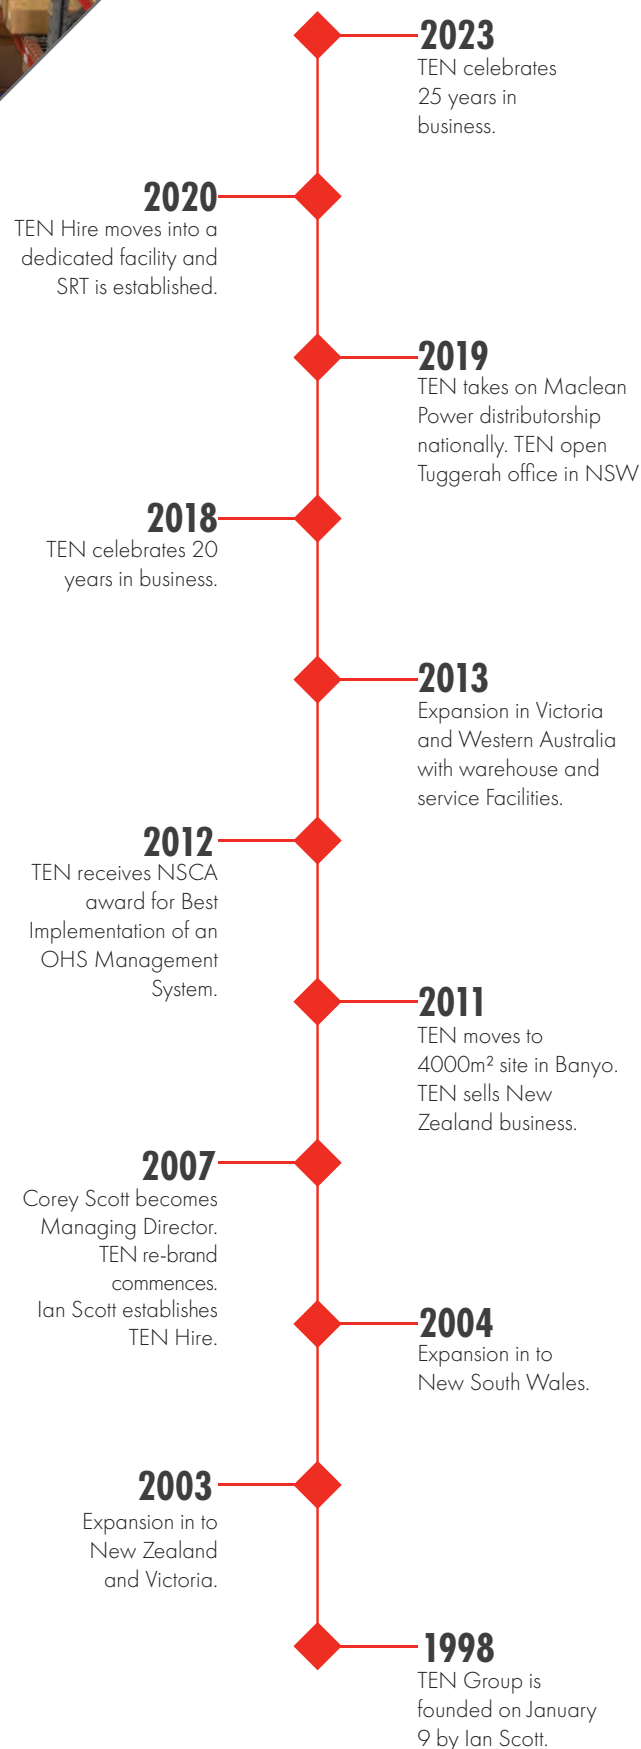 2023
TEN celebrates
25 years in
business.
2020
TEN Hire moves into a
dedicated facility and
SRT is established.
2019
TEN takes on Maclean
Power distributorship
nationally. TEN open
Tuggerah office in NSW
2018
TEN celebrates 20
years in business.
2013
Expansion in Victoria
and Western Australia
with warehouse and
service Facilities.
2012
TEN receives NSCA
award for Best
Implementation of an
OHS Management
System.
2011
TEN moves to
4000m² site in Banyo.
TEN sells New
Zealand business.
2007
Corey Scott becomes
Managing Director.
TEN re-brand
commences.
Ian Scott establishes
TEN Hire.
2004
Expansion in to
New South Wales.
2003
Expansion in to
New Zealand
and Victoria.
1998
TEN Group is
founded on January
9 by Ian Scott.